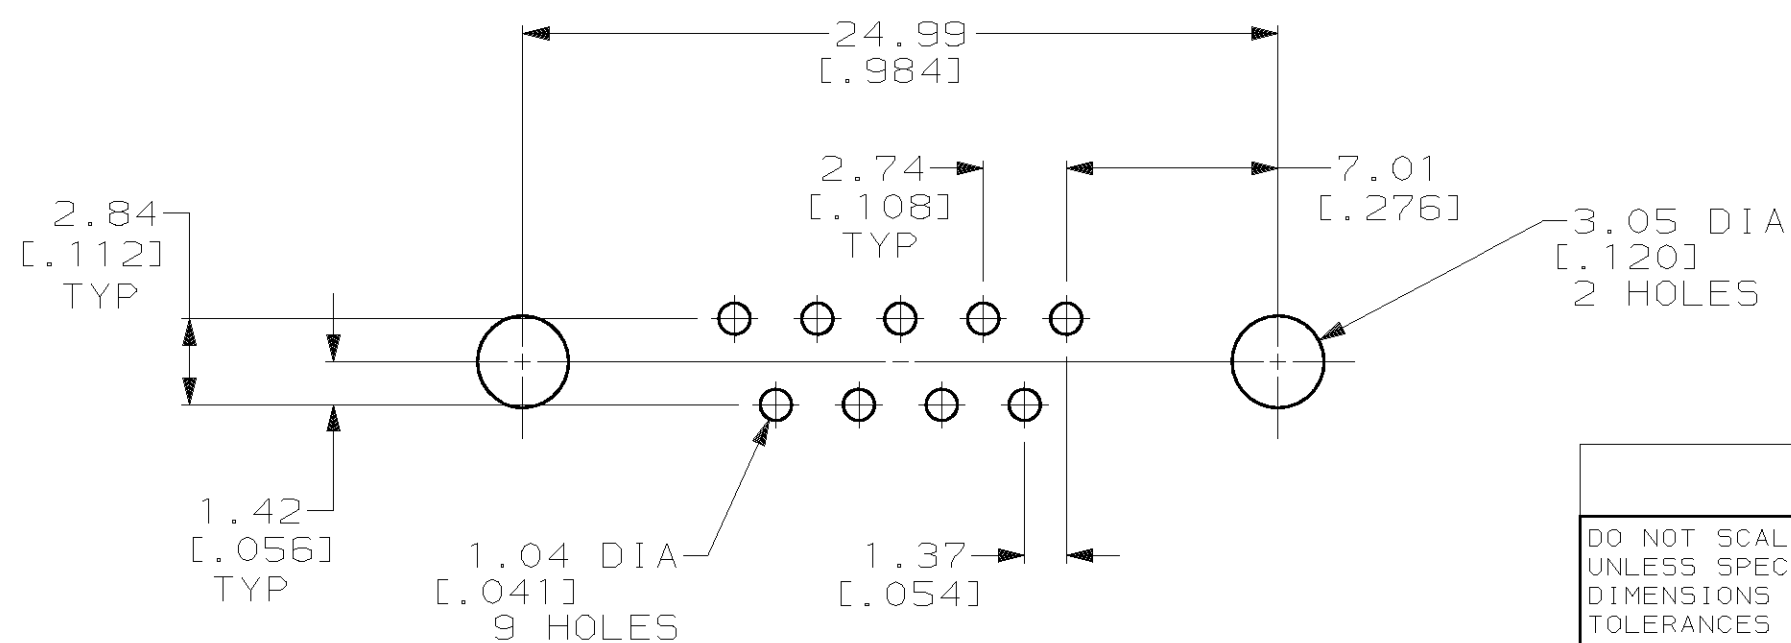 24.99
[.984]
2.74
[.108]
TYP
7.01
[.276]
2.84
[.112]
TYP
3.05 DIA
[.120]
2 HOLES
1.42
[.056]
TYP
1.04 DIA
[.041]
9 HOLES
1.37
[.054]
DO NOT SCAL
UNLESS SPEC
DIMENSIONS
TOLERANCES